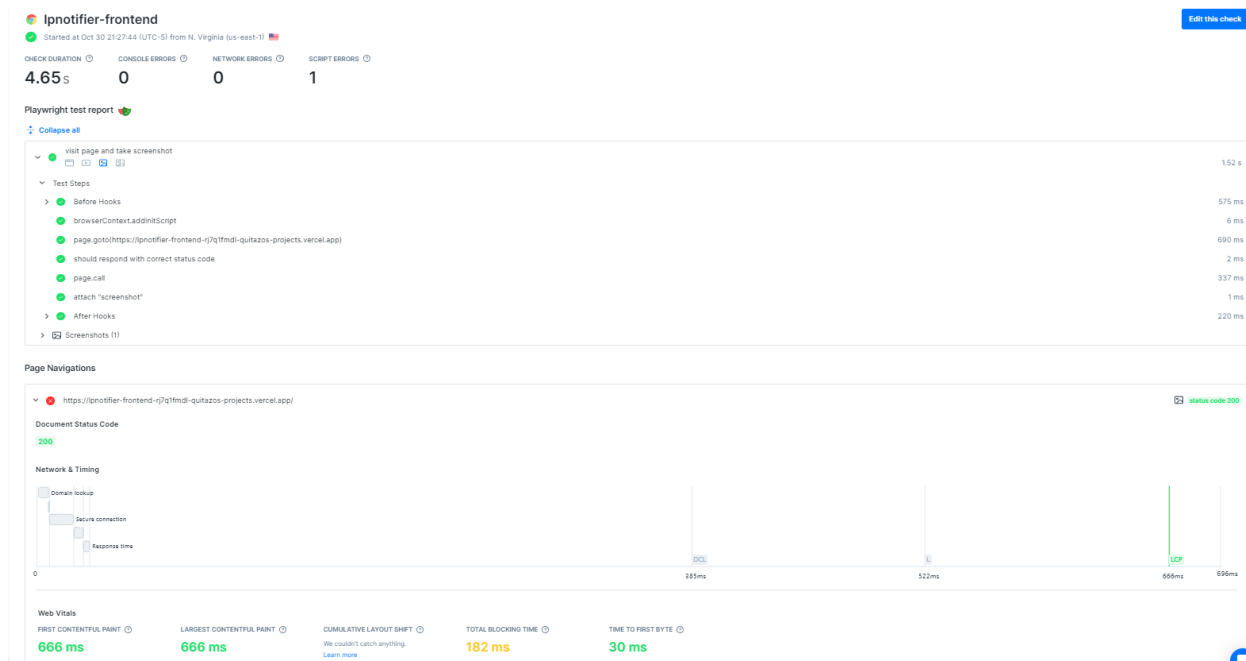 lpnotifier-frontend
Edit this check
Started at Oct 30 21:27:44 (UTC-5) from N. Virginia (us-east-1)
CHECK DURATION CONSOLE ERRORS NETWORK ERRORS SCRIPT ERRORS
4.65 s 0 0 1
Playwright test report
Collapse all
visit page and take screenshot
1.52 s
Test Steps
Before Hooks 575 ms
browserContext.addInitScript 6 ms
page.goto(https://lpnotifier-frontend-rj7q1fmdl-quitazos-projects.vercel.app) 690 ms
should respond with correct status code 2 ms
page.call 337 ms
attach "screenshot" 1 ms
After Hooks 220 ms
Screenshots (1)
Page Navigations
https://lpnotifier-frontend-rj7q1fmdl-quitazos-projects.vercel.app/ status code 200
Document Status Code
200
Network & Timing
Domain lookup
Secure connection
Response time
DCL L LCP
0 385ms 522ms 666ms 696ms
Web Vitals
FIRST CONTENTFUL PAINT LARGEST CONTENTFUL PAINT CUMULATIVE LAYOUT SHIFT TOTAL BLOCKING TIME TIME TO FIRST BYTE
666 ms 666 ms We couldn't catch anything. 182 ms 30 ms
Learn more